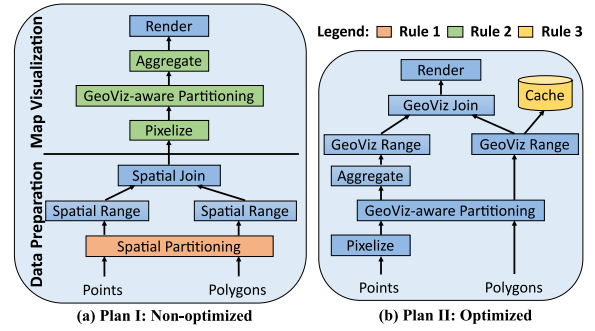 Map Visualization
Data Preparation
Render
Aggregate
GeoViz-aware Partitioning
Pixelize
Spatial Join
Spatial Range
Spatial Range
Spatial Partitioning
Points
Polygons
(a) Plan I: Non-optimized
Legend: Rule 1 Rule 2 Rule 3
Render
GeoViz Join
Cache
GeoViz Range
GeoViz Range
Aggregate
GeoViz-aware Partitioning
Pixelize
Points
Polygons
(b) Plan II: Optimized